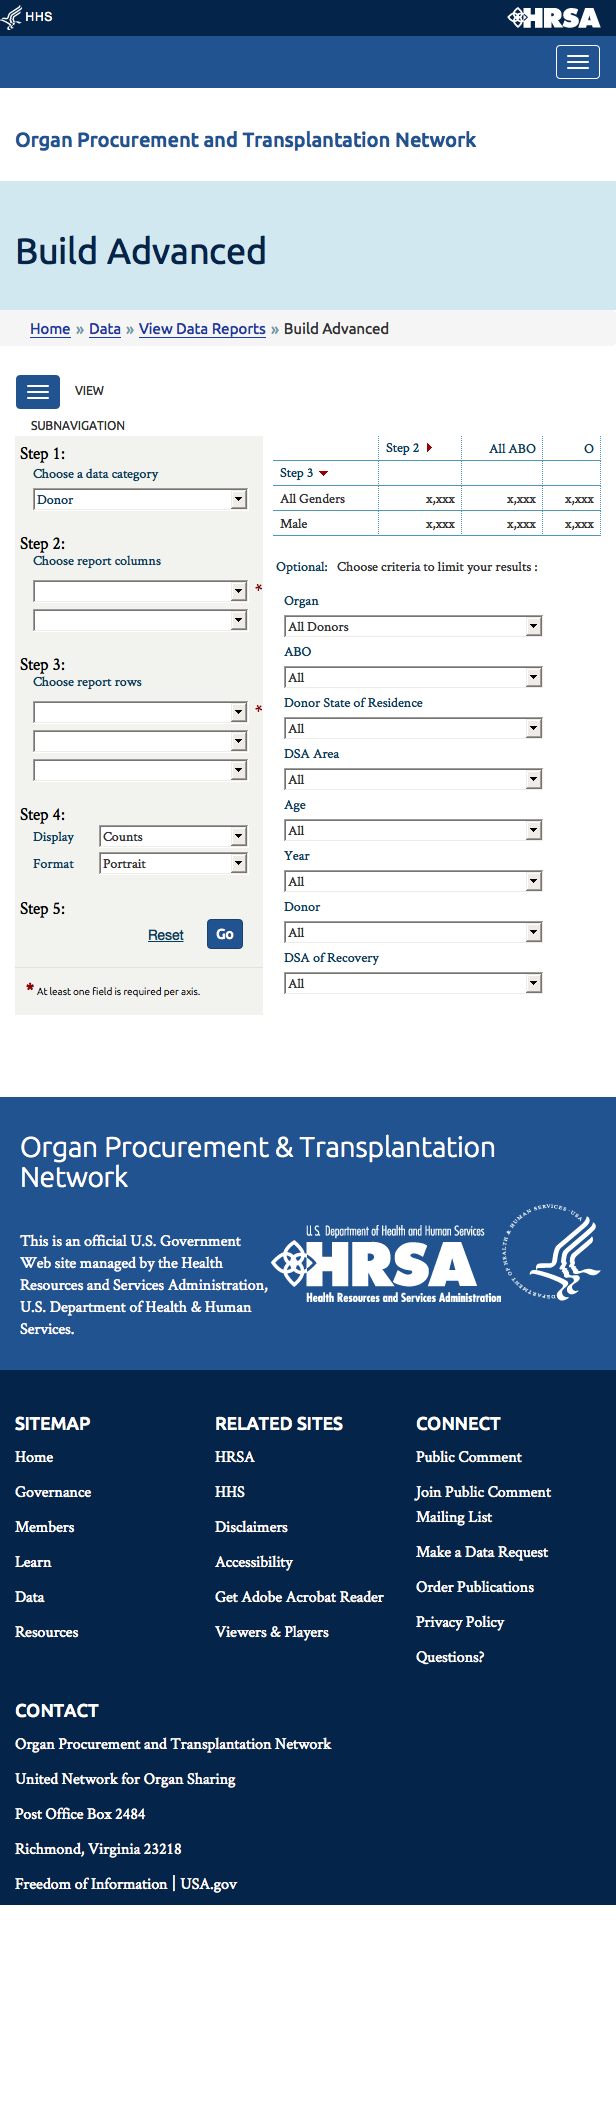 HHS
HRSA
Organ Procurement and Transplantation Network
Build Advanced
Home » Data » View Data Reports » Build Advanced
VIEW
SUBNAVIGATION
Step 1:
Choose a data category
Donor
Step 2:
Choose report columns
*
Step 3:
Choose report rows
*
Step 4:
Display Counts
Format Portrait
Step 5:
Reset Go
* At least one field is required per axis.
Step 2 All ABO O
Step 3
All Genders x,xxx x,xxx x,xxx
Male x,xxx x,xxx x,xxx
Optional: Choose criteria to limit your results :
Organ
All Donors
ABO
All
Donor State of Residence
All
DSA Area
All
Age
All
Year
All
Donor
All
DSA of Recovery
All
Organ Procurement & Transplantation
Network
This is an official U.S. Government
Web site managed by the Health
Resources and Services Administration,
U.S. Department of Health & Human
Services.
U.S. Department of Health and Human Services
HRSA
Health Resources and Services Administration
DEPARTMENT OF HEALTH & HUMAN SERVICES · USA
SITEMAP
Home
Governance
Members
Learn
Data
Resources
RELATED SITES
HRSA
HHS
Disclaimers
Accessibility
Get Adobe Acrobat Reader
Viewers & Players
CONNECT
Public Comment
Join Public Comment
Mailing List
Make a Data Request
Order Publications
Privacy Policy
Questions?
CONTACT
Organ Procurement and Transplantation Network
United Network for Organ Sharing
Post Office Box 2484
Richmond, Virginia 23218
Freedom of Information | USA.gov